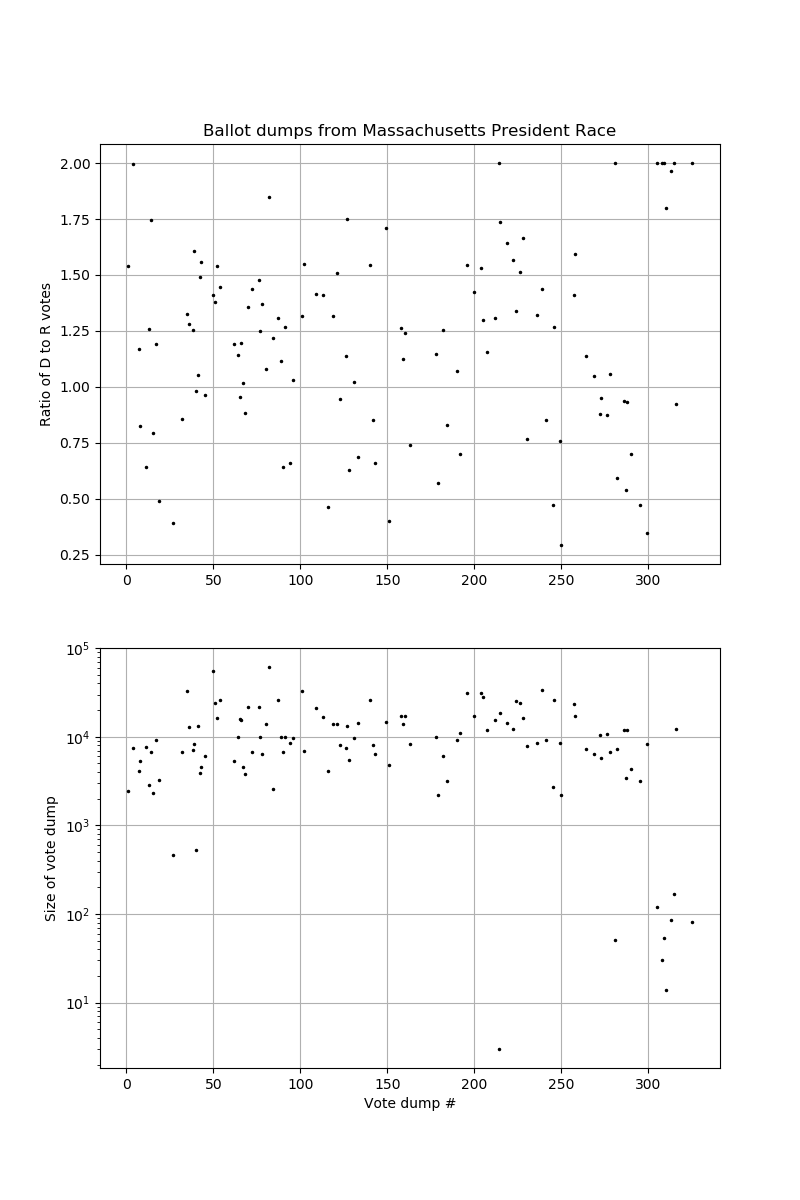 Ballot dumps from Massachusetts President Race
Ratio of D to R votes
2.00
1.75
1.50
1.25
1.00
0.75
0.50
0.25
0 50 100 150 200 250 300
Size of vote dump
10^5
10^4
10^3
10^2
10^1
0 50 100 150 200 250 300
Vote dump #